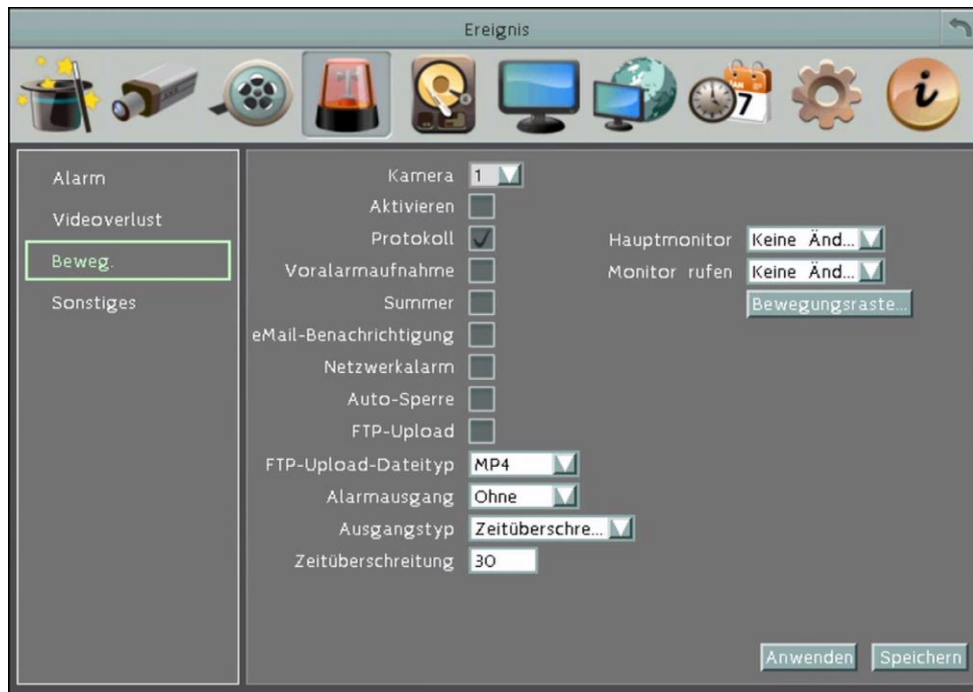 Ereignis
7
i
Alarm
Videoverlust
Beweg.
Sonstiges
Kamera 1
Aktivieren
Protokoll
Voralarmaufnahme
Summer
eMail-Benachrichtigung
Netzwerkalarm
Auto-Sperre
FTP-Upload
FTP-Upload-Dateityp MP4
Alarmausgang Ohne
Ausgangstyp Zeitüberschre...
Zeitüberschreitung 30
Hauptmonitor Keine Änd...
Monitor rufen Keine Änd...
Bewegungsraste...
Anwenden Speichern